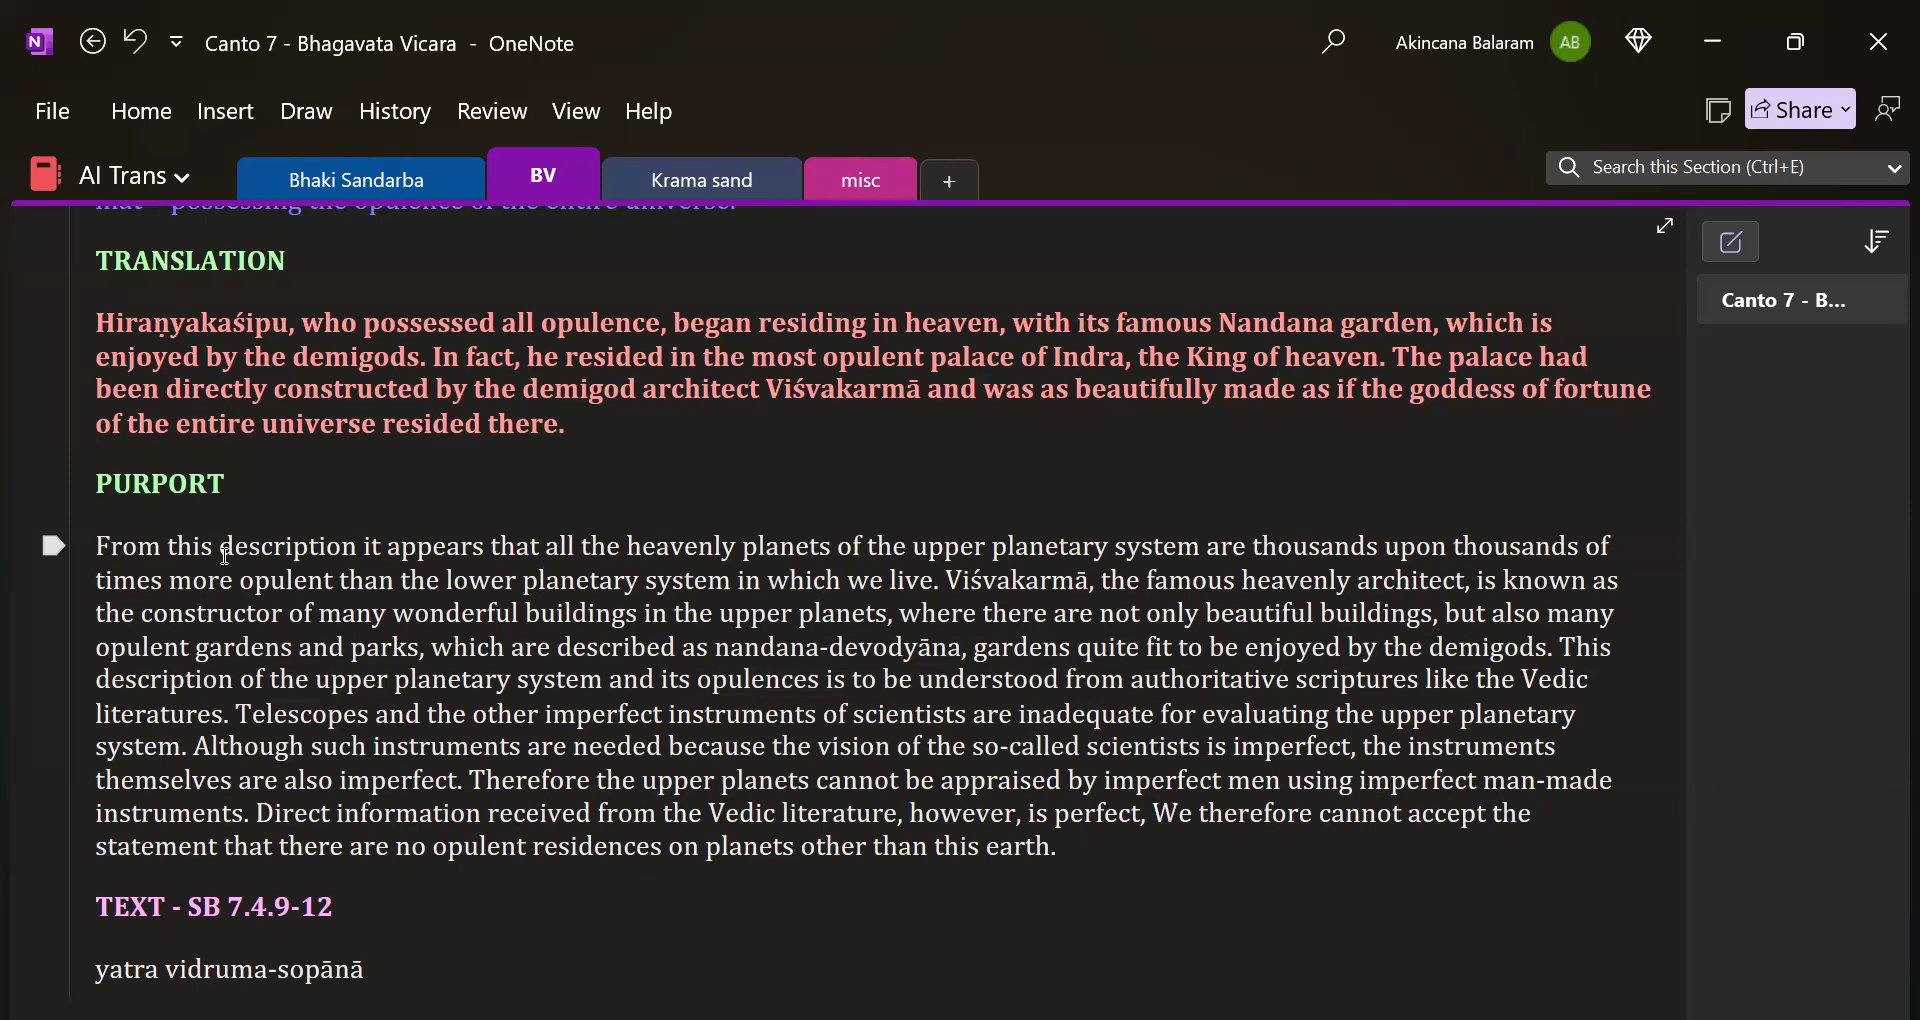 N
Canto 7 - Bhagavata Vicara - OneNote
Akincana Balaram
AB
File Home Insert Draw History Review View Help
Share
AI Trans
Bhaki Sandarba
BV
Krama sand
misc
+
Search this Section (Ctrl+E)
that—possessing the opulence of the entire universe.
TRANSLATION
Hiraṇyakaśipu, who possessed all opulence, began residing in heaven, with its famous Nandana garden, which is
enjoyed by the demigods. In fact, he resided in the most opulent palace of Indra, the King of heaven. The palace had
been directly constructed by the demigod architect Viśvakarmā and was as beautifully made as if the goddess of fortune
of the entire universe resided there.
PURPORT
From this description it appears that all the heavenly planets of the upper planetary system are thousands upon thousands of
times more opulent than the lower planetary system in which we live. Viśvakarmā, the famous heavenly architect, is known as
the constructor of many wonderful buildings in the upper planets, where there are not only beautiful buildings, but also many
opulent gardens and parks, which are described as nandana-devodyāna, gardens quite fit to be enjoyed by the demigods. This
description of the upper planetary system and its opulences is to be understood from authoritative scriptures like the Vedic
literatures. Telescopes and the other imperfect instruments of scientists are inadequate for evaluating the upper planetary
system. Although such instruments are needed because the vision of the so-called scientists is imperfect, the instruments
themselves are also imperfect. Therefore the upper planets cannot be appraised by imperfect men using imperfect man-made
instruments. Direct information received from the Vedic literature, however, is perfect, We therefore cannot accept the
statement that there are no opulent residences on planets other than this earth.
TEXT - SB 7.4.9-12
yatra vidruma-sopānā
Canto 7 - B...